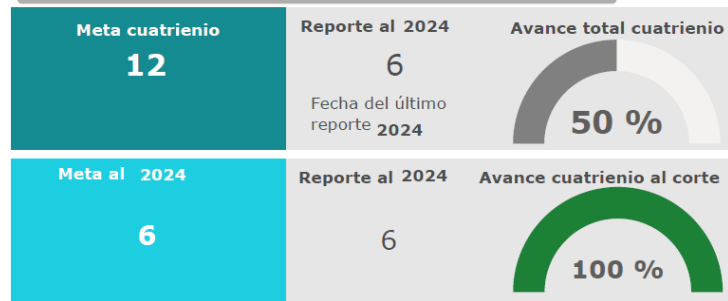 Meta cuatrienio
12
Reporte al 2024
6
Fecha del último
reporte 2024
Avance total cuatrienio
50 %
Meta al 2024
6
Reporte al 2024
6
Avance cuatrienio al corte
100 %